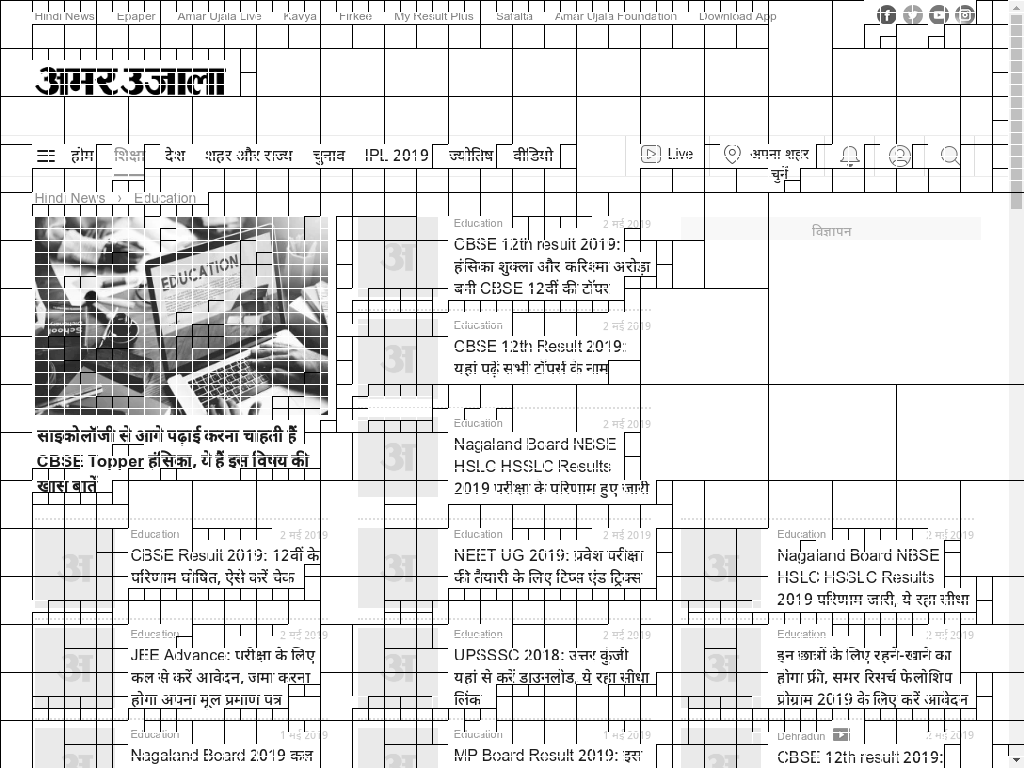 Hindi News Epaper Amar Ujala Live Kavya Firkee My Result Plus Safalta Amar Ujala Foundation Download App
अमर उजाला
होम शिक्षा देश शहर और राज्य चुनाव IPL 2019 ज्योतिष वीडियो Live अपना शहर चुनें
Hindi News › Education
EDUCATION
साइकोलॉजी से आगे पढ़ाई करना चाहती हैं
CBSE Topper हंसिका, ये हैं इस विषय की
खास बातें
Education 2 मई 2019
CBSE 12th result 2019:
हंसिका शुक्ला और करिश्मा अरोड़ा
बनी CBSE 12वीं की टॉपर
Education 2 मई 2019
CBSE 12th Result 2019:
यहां पढ़ें सभी टॉपर्स के नाम
Education 2 मई 2019
Nagaland Board NBSE
HSLC HSSLC Results
2019 परीक्षा के परिणाम हुए जारी
विज्ञापन
Education 2 मई 2019
CBSE Result 2019: 12वीं के
परिणाम घोषित, ऐसे करें चेक
Education 2 मई 2019
NEET UG 2019: प्रवेश परीक्षा
की तैयारी के लिए टिप्स एंड ट्रिक्स
Education 2 मई 2019
Nagaland Board NBSE
HSLC HSSLC Results
2019 परिणाम जारी, ये रहा सीधा
Education 2 मई 2019
JEE Advance: परीक्षा के लिए
कल से करें आवेदन, जमा करना
होगा अपना मूल प्रमाण पत्र
Education 2 मई 2019
UPSSSC 2018: उत्तर कुंजी
यहां से करें डाउनलोड, ये रहा सीधा
लिंक
Education 2 मई 2019
इन छात्रों के लिए रहने-खाने का
होगा फ्री, समर रिसर्च फेलोशिप
प्रोग्राम 2019 के लिए करें आवेदन
Education 1 मई 2019
Nagaland Board 2019 कल
Education 1 मई 2019
MP Board Result 2019: इस
Dehradun 2 मई 2019
CBSE 12th result 2019: